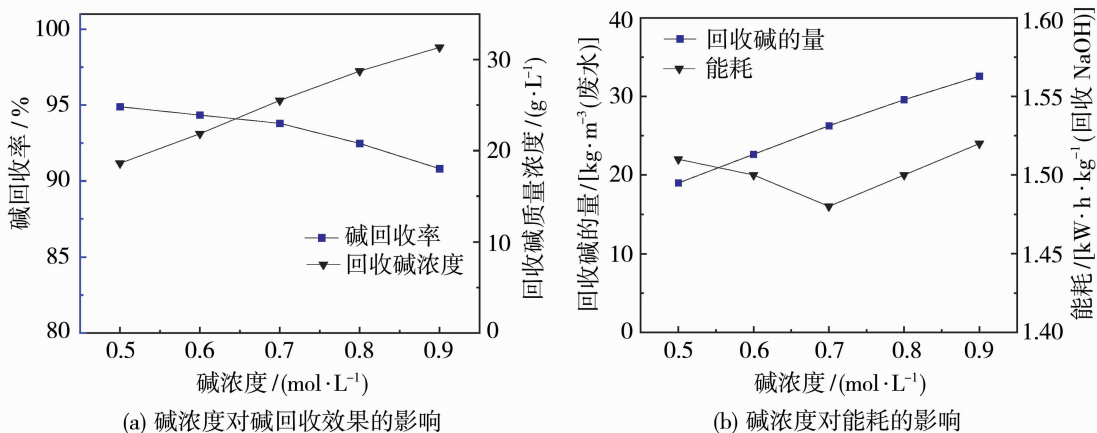 100
95
90
85
80
碱回收率 / %
30
20
10
0
回收碱质量浓度 /(g·L⁻¹)
碱回收率
回收碱浓度
0.5 0.6 0.7 0.8 0.9
碱浓度 /(mol·L⁻¹)
(a) 碱浓度对碱回收效果的影响
40
30
20
10
0
回收碱的量 /[kg·m⁻³(废水)]
1.60
1.55
1.50
1.45
1.40
能耗 /[kW·h·kg⁻¹(回收 NaOH)]
回收碱的量
能耗
0.5 0.6 0.7 0.8 0.9
碱浓度 /(mol·L⁻¹)
(b) 碱浓度对能耗的影响